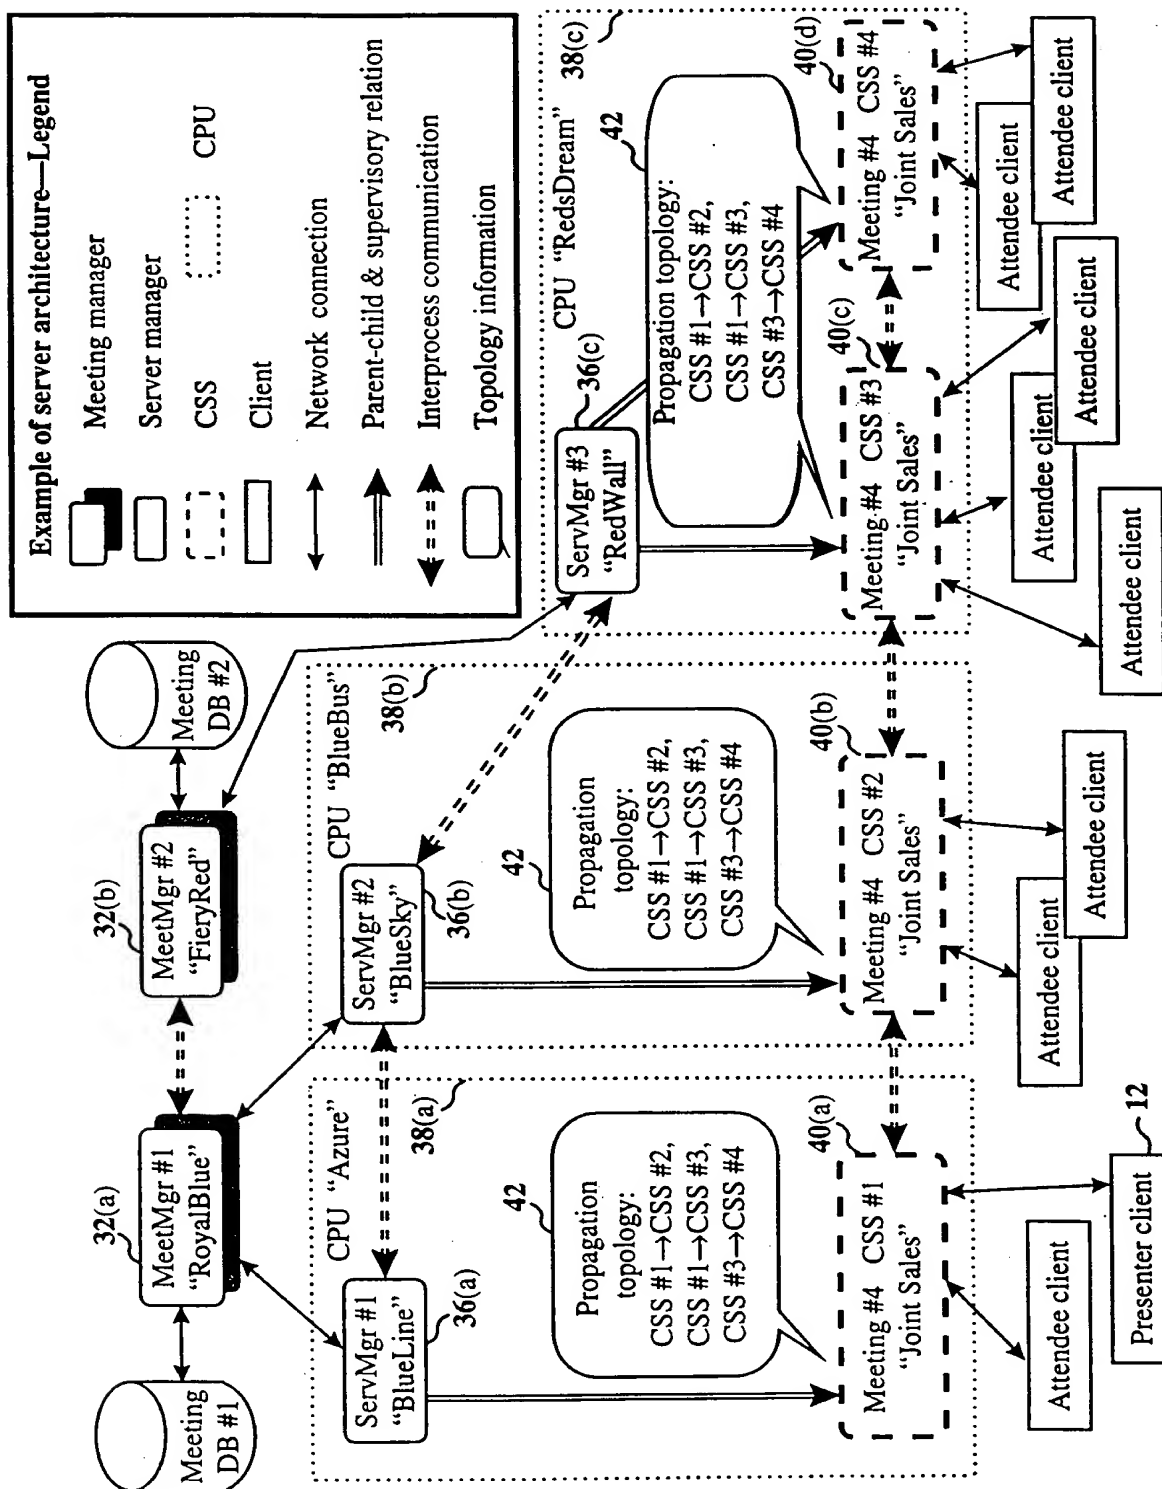 Example of server architecture—Legend
Meeting manager
Server manager
CSS
CPU
Client
Network connection
Parent-child & supervisory relation
Interprocess communication
Topology information
Meeting
DB #1
32(a)
MeetMgr #1
“RoyalBlue”
32(b)
MeetMgr #2
“FieryRed”
Meeting
DB #2
CPU “Azure”
38(a)
ServMgr #1
“BlueLine”
36(a)
42
Propagation
topology:
CSS #1→CSS #2,
CSS #1→CSS #3,
CSS #3→CSS #4
40(a)
Meeting #4 CSS #1
“Joint Sales”
Attendee client
Presenter client
12
CPU “BlueBus”
38(b)
ServMgr #2
“BlueSky”
36(b)
42
Propagation
topology:
CSS #1→CSS #2,
CSS #1→CSS #3,
CSS #3→CSS #4
40(b)
Meeting #4 CSS #2
“Joint Sales”
Attendee client
Attendee client
CPU “RedsDream”
38(c)
ServMgr #3
“RedWall”
36(c)
42
Propagation topology:
CSS #1→CSS #2,
CSS #1→CSS #3,
CSS #3→CSS #4
40(c)
Meeting #4 CSS #3
“Joint Sales”
40(d)
Meeting #4 CSS #4
“Joint Sales”
Attendee client
Attendee client
Attendee client
Attendee client
Attendee client